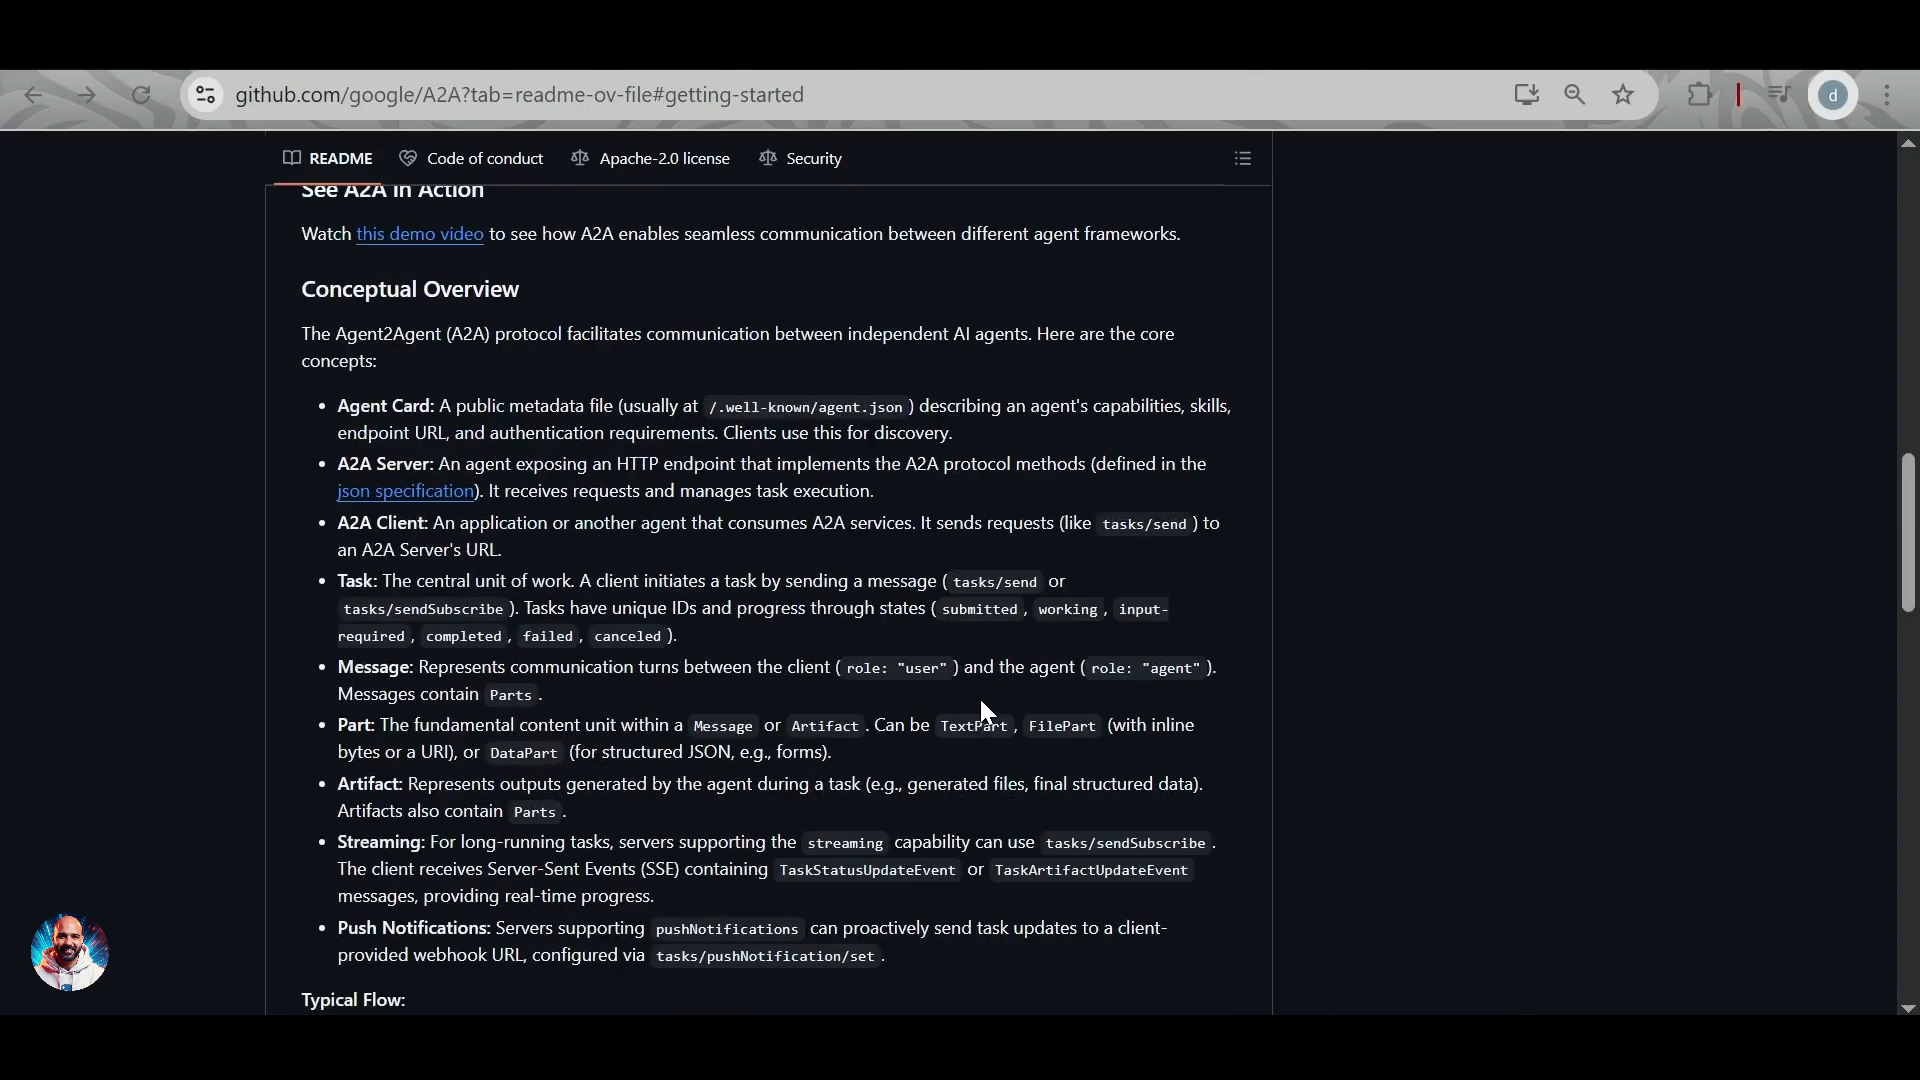 github.com/google/A2A?tab=readme-ov-file#getting-started
d
README Code of conduct Apache-2.0 license Security
See A2A in Action
Watch this demo video to see how A2A enables seamless communication between different agent frameworks.
Conceptual Overview
The Agent2Agent (A2A) protocol facilitates communication between independent AI agents. Here are the core
concepts:
• Agent Card: A public metadata file (usually at /.well-known/agent.json ) describing an agent's capabilities, skills,
endpoint URL, and authentication requirements. Clients use this for discovery.
• A2A Server: An agent exposing an HTTP endpoint that implements the A2A protocol methods (defined in the
json specification). It receives requests and manages task execution.
• A2A Client: An application or another agent that consumes A2A services. It sends requests (like tasks/send ) to
an A2A Server's URL.
• Task: The central unit of work. A client initiates a task by sending a message ( tasks/send or
tasks/sendSubscribe ). Tasks have unique IDs and progress through states ( submitted , working , input-
required , completed , failed , canceled ).
• Message: Represents communication turns between the client ( role: "user" ) and the agent ( role: "agent" ).
Messages contain Parts .
• Part: The fundamental content unit within a Message or Artifact . Can be TextPart , FilePart (with inline
bytes or a URI), or DataPart (for structured JSON, e.g., forms).
• Artifact: Represents outputs generated by the agent during a task (e.g., generated files, final structured data).
Artifacts also contain Parts .
• Streaming: For long-running tasks, servers supporting the streaming capability can use tasks/sendSubscribe .
The client receives Server-Sent Events (SSE) containing TaskStatusUpdateEvent or TaskArtifactUpdateEvent
messages, providing real-time progress.
• Push Notifications: Servers supporting pushNotifications can proactively send task updates to a client-
provided webhook URL, configured via tasks/pushNotification/set .
Typical Flow: